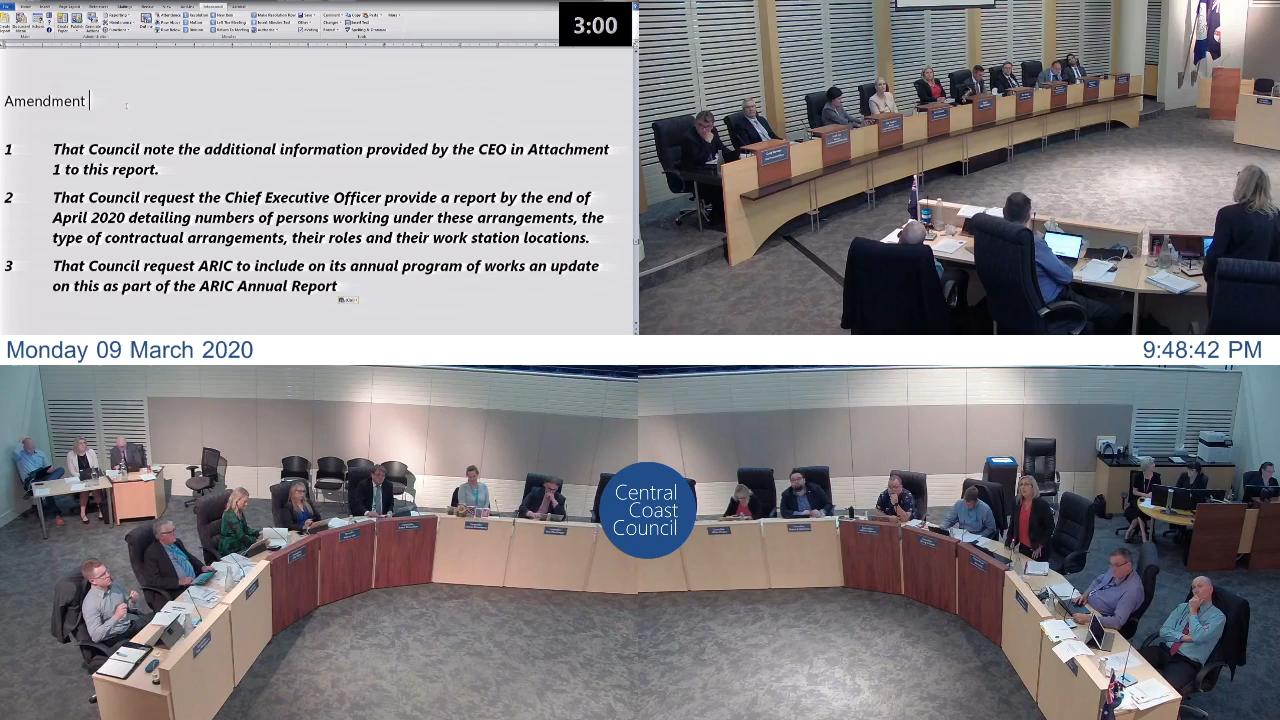 3:00
Amendment
1 That Council note the additional information provided by the CEO in Attachment
1 to this report.
2 That Council request the Chief Executive Officer provide a report by the end of
April 2020 detailing numbers of persons working under these arrangements, the
type of contractual arrangements, their roles and their work station locations.
3 That Council request ARIC to include on its annual program of works an update
on this as part of the ARIC Annual Report
Monday 09 March 2020
9:48:42 PM
Central
Coast
Council